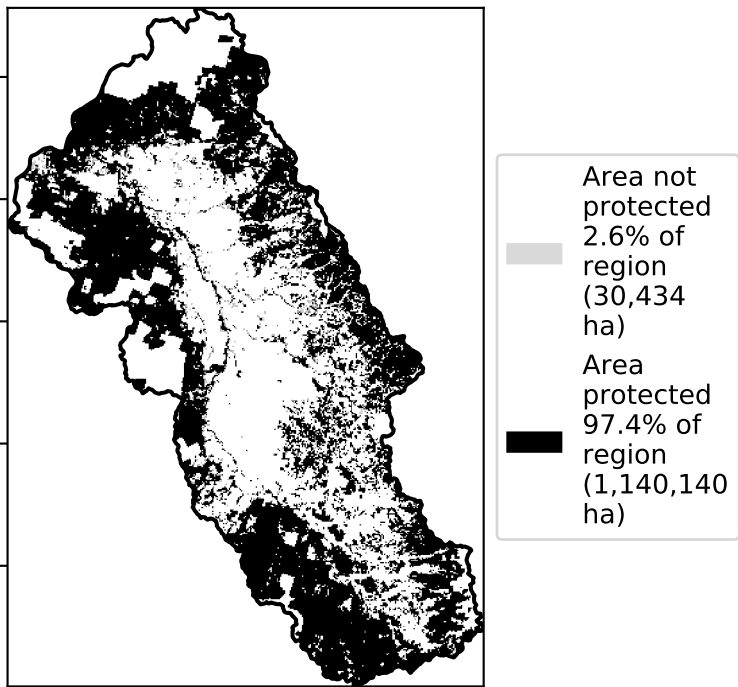 Area not
protected
2.6% of
region
(30,434
ha)
Area
protected
97.4% of
region
(1,140,140
ha)